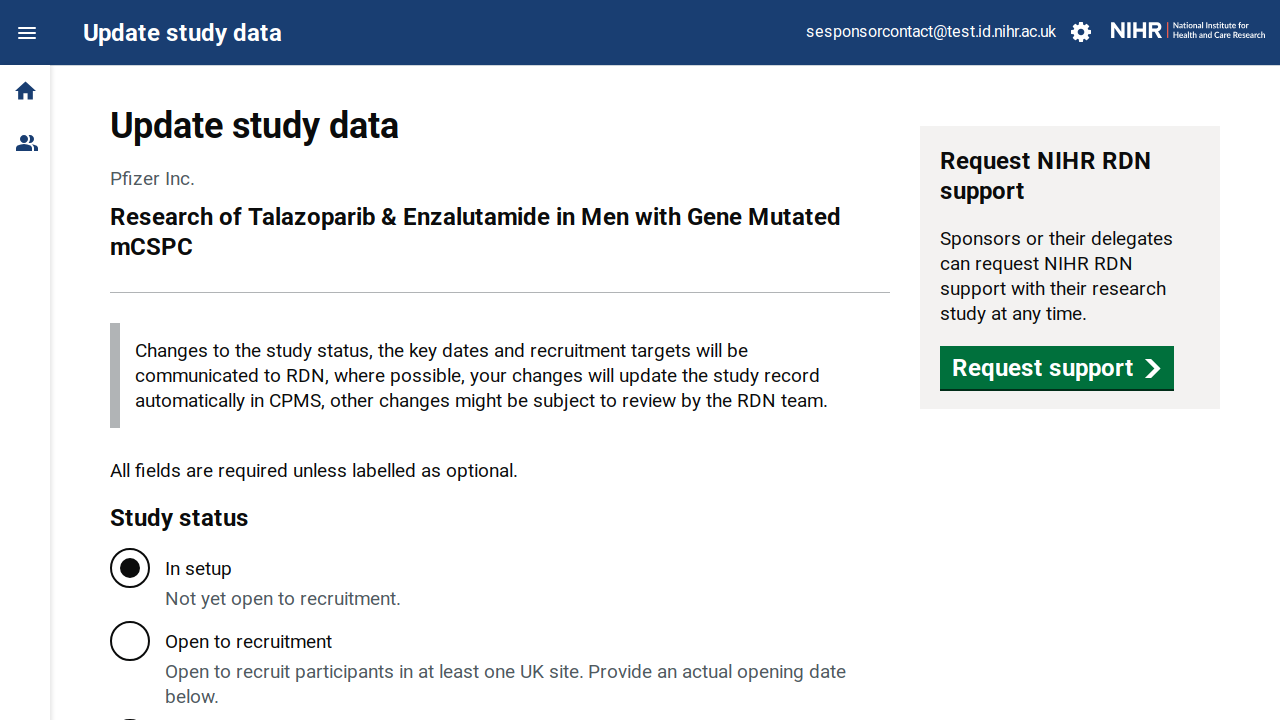 Update study data
sesponsorcontact@test.id.nihr.ac.uk
NIHR
National Institute for
Health and Care Research
Update study data
Pfizer Inc.
Research of Talazoparib & Enzalutamide in Men with Gene Mutated
mCSPC
Changes to the study status, the key dates and recruitment targets will be
communicated to RDN, where possible, your changes will update the study record
automatically in CPMS, other changes might be subject to review by the RDN team.
All fields are required unless labelled as optional.
Study status
In setup
Not yet open to recruitment.
Open to recruitment
Open to recruit participants in at least one UK site. Provide an actual opening date
below.
Request NIHR RDN
support
Sponsors or their delegates
can request NIHR RDN
support with their research
study at any time.
Request support